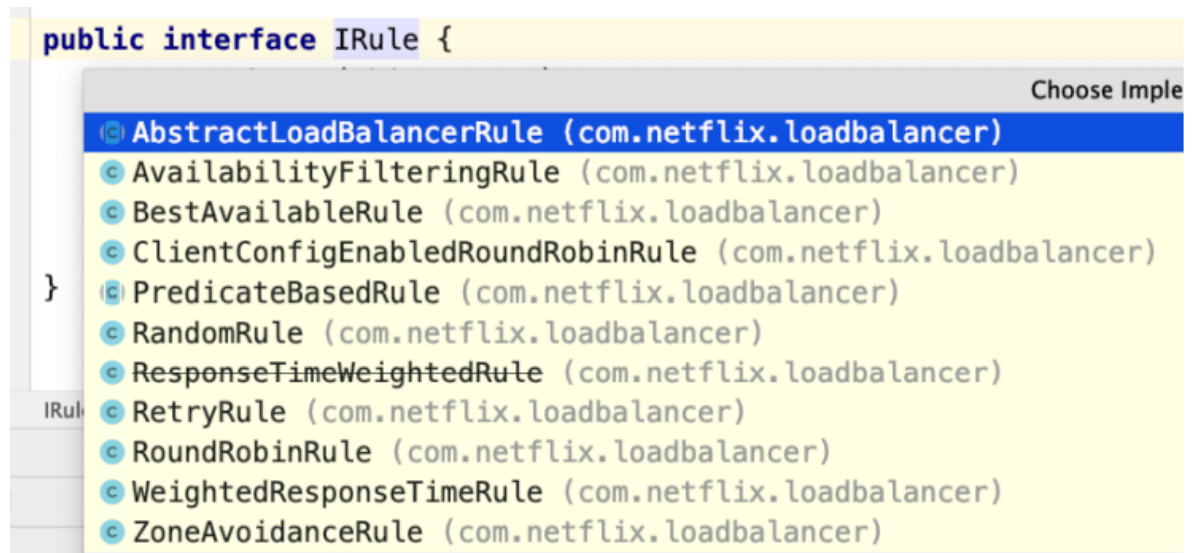 public interface IRule {
Choose Imple
AbstractLoadBalancerRule (com.netflix.loadbalancer)
AvailabilityFilteringRule (com.netflix.loadbalancer)
BestAvailableRule (com.netflix.loadbalancer)
ClientConfigEnabledRoundRobinRule (com.netflix.loadbalancer)
}
PredicateBasedRule (com.netflix.loadbalancer)
RandomRule (com.netflix.loadbalancer)
ResponseTimeWeightedRule (com.netflix.loadbalancer)
IRul
RetryRule (com.netflix.loadbalancer)
RoundRobinRule (com.netflix.loadbalancer)
WeightedResponseTimeRule (com.netflix.loadbalancer)
ZoneAvoidanceRule (com.netflix.loadbalancer)